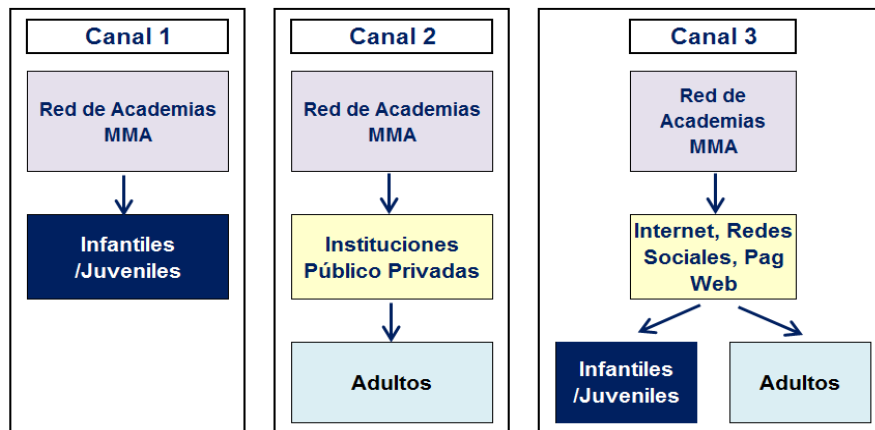 Canal 1
Red de Academias
MMA
Infantiles
/Juveniles
Canal 2
Red de Academias
MMA
Instituciones
Público Privadas
Adultos
Canal 3
Red de
Academias
MMA
Internet, Redes
Sociales, Pag
Web
Infantiles
/Juveniles
Adultos